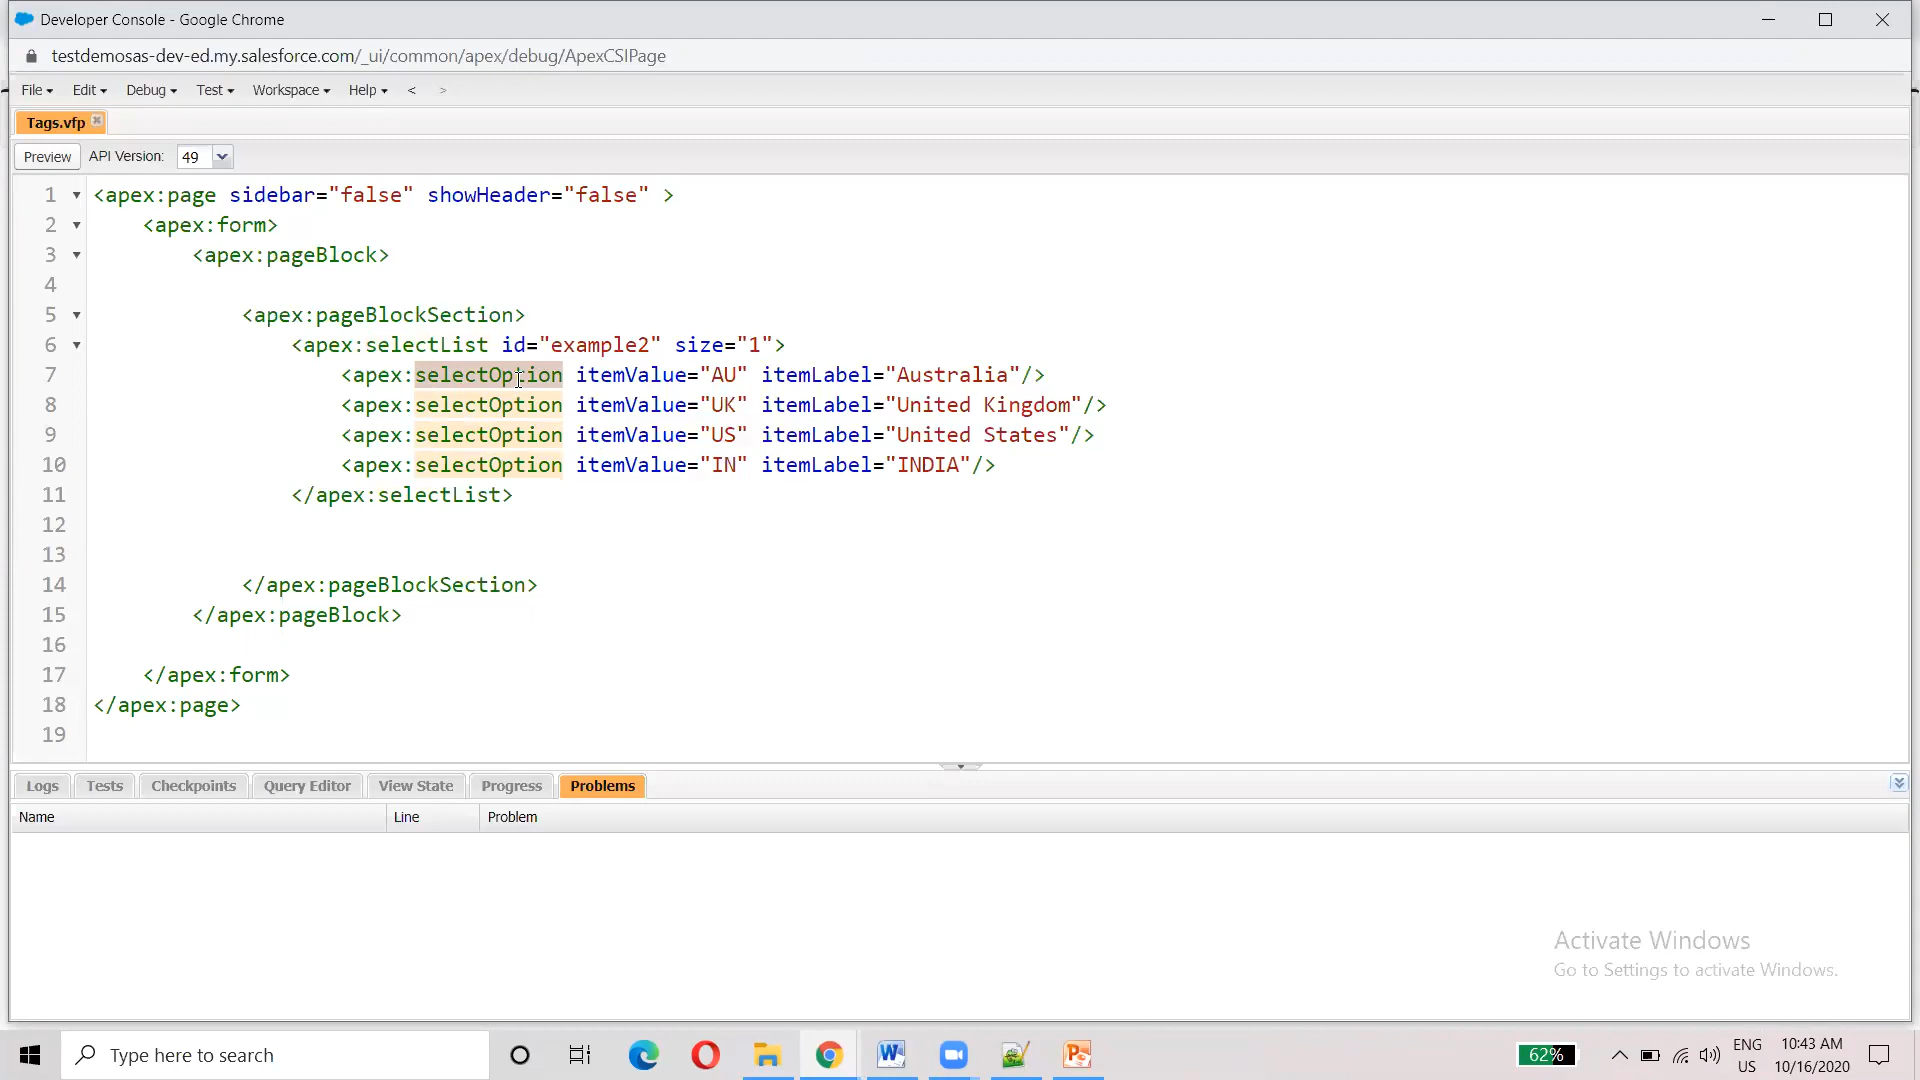 Developer Console - Google Chrome
testdemosas-dev-ed.my.salesforce.com/_ui/common/apex/debug/ApexCSIPage
File Edit Debug Test Workspace Help < >
Tags.vfp
Preview API Version: 49
1 <apex:page sidebar="false" showHeader="false" >
2 <apex:form>
3 <apex:pageBlock>
4
5 <apex:pageBlockSection>
6 <apex:selectList id="example2" size="1">
7 <apex:selectOption itemValue="AU" itemLabel="Australia"/>
8 <apex:selectOption itemValue="UK" itemLabel="United Kingdom"/>
9 <apex:selectOption itemValue="US" itemLabel="United States"/>
10 <apex:selectOption itemValue="IN" itemLabel="INDIA"/>
11 </apex:selectList>
12
13
14 </apex:pageBlockSection>
15 </apex:pageBlock>
16
17 </apex:form>
18 </apex:page>
19
Logs Tests Checkpoints Query Editor View State Progress Problems
Name Line Problem
Activate Windows
Go to Settings to activate Windows.
Type here to search
62%
ENG
US
10:43 AM
10/16/2020